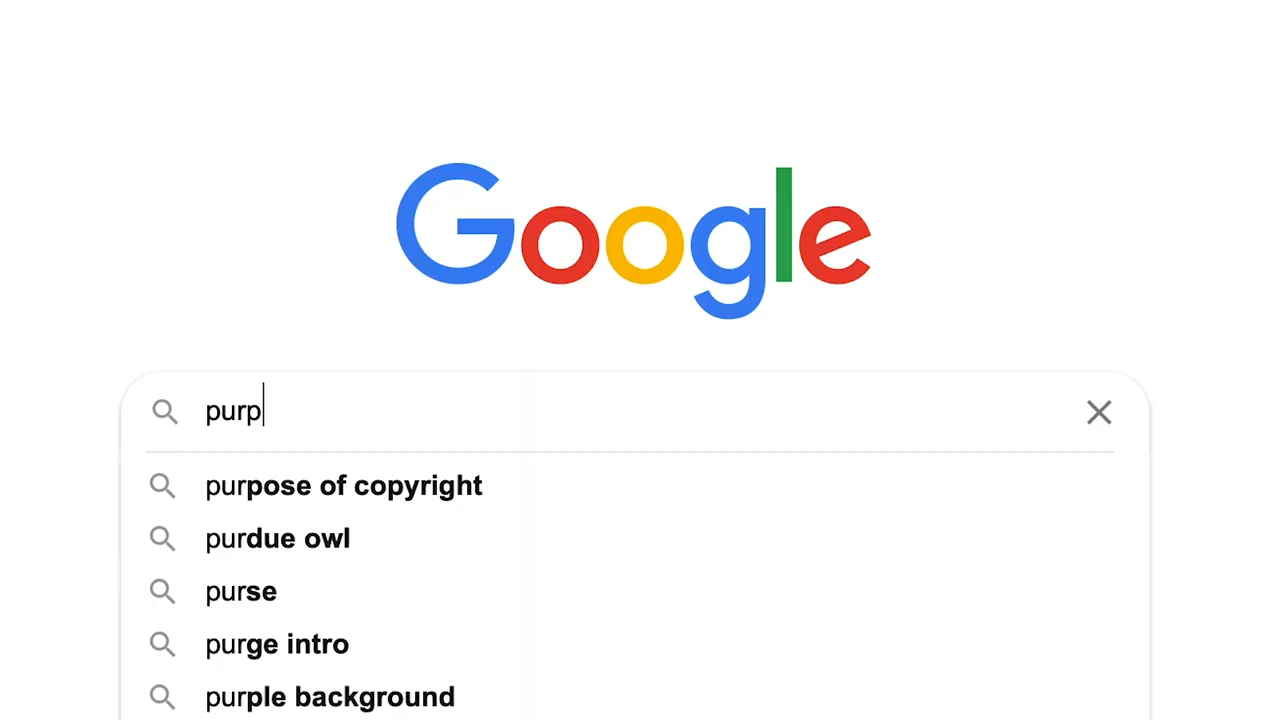 Google
purp
purpose of copyright
purdue owl
purse
purge intro
purple background